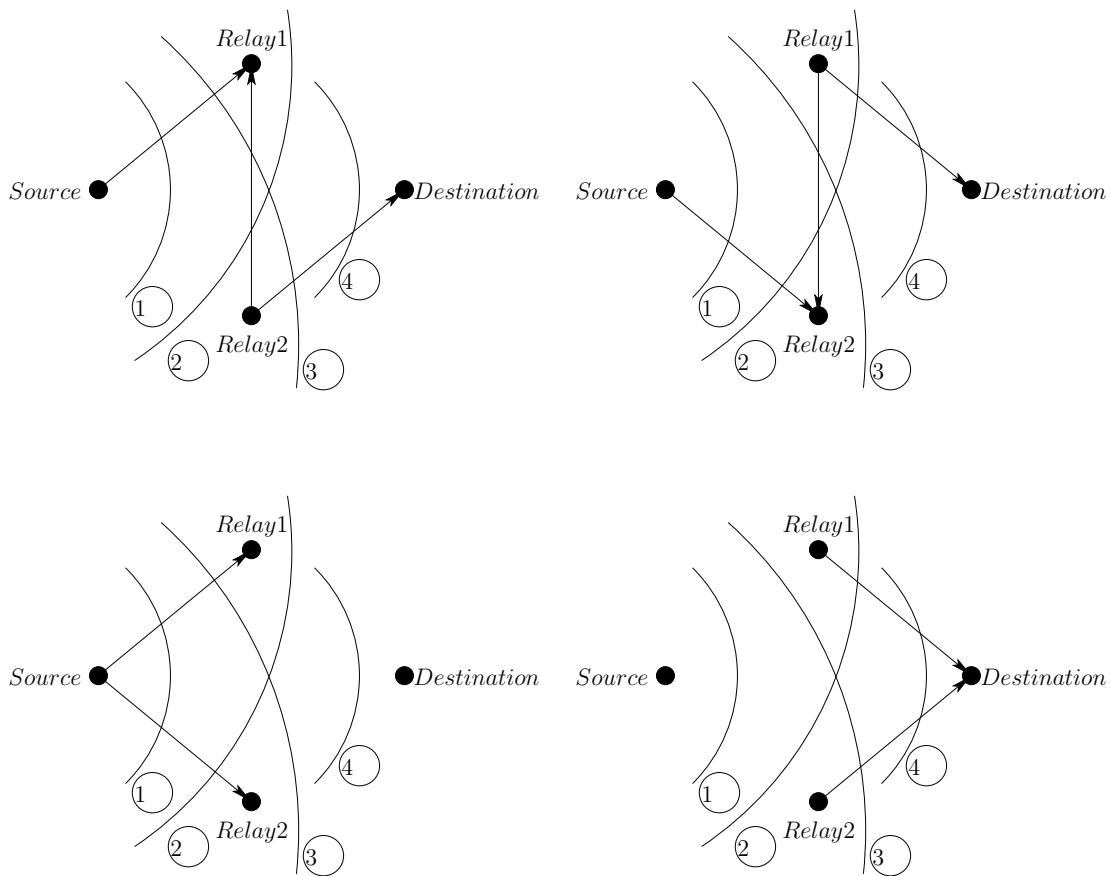 Relay1
Source
Destination
1
4
2
Relay2
3
Relay1
Source
Destination
1
4
2
Relay2
3
Relay1
Source
Destination
1
4
2
Relay2
3
Relay1
Source
Destination
1
4
2
Relay2
3